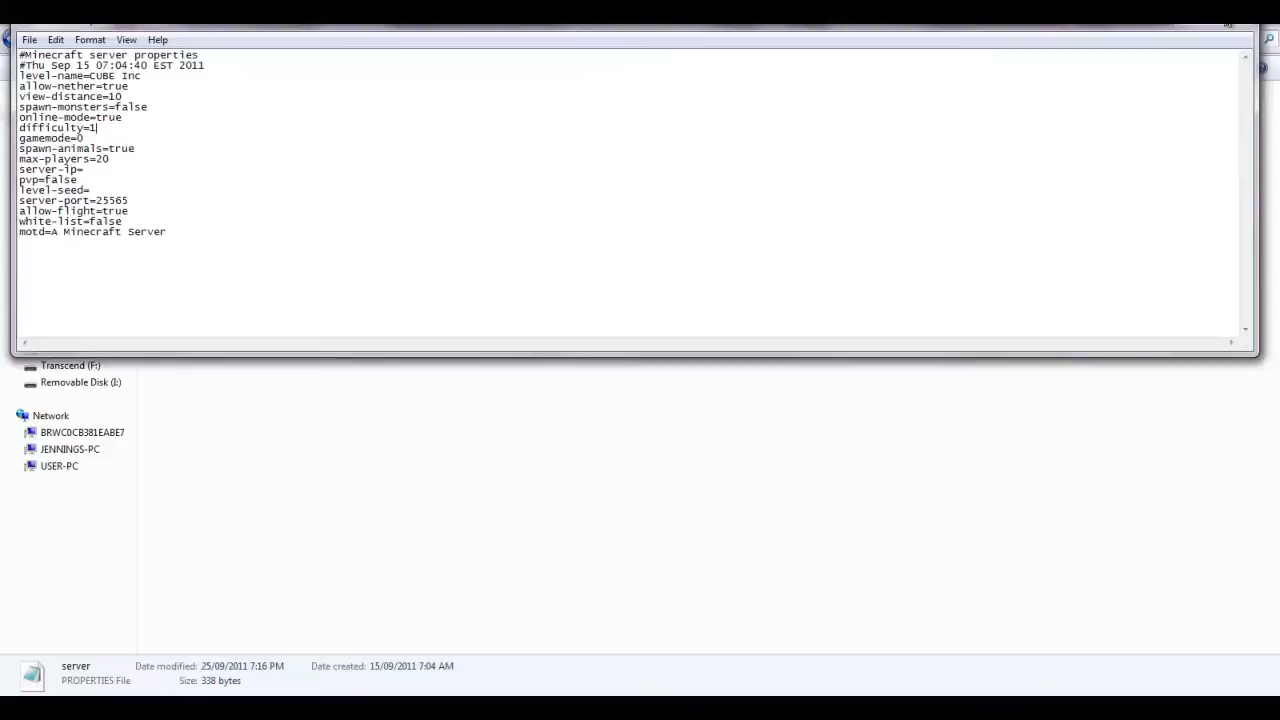 File Edit Format View Help
#Minecraft server properties
#Thu Sep 15 07:04:40 EST 2011
level-name=CUBE Inc
allow-nether=true
view-distance=10
spawn-monsters=false
online-mode=true
difficulty=1
gamemode=0
spawn-animals=true
max-players=20
server-ip=
pvp=false
level-seed=
server-port=25565
allow-flight=true
white-list=false
motd=A Minecraft Server
Transcend (F:)
Removable Disk (I:)
Network
BRWC0CB381EABE7
JENNINGS-PC
USER-PC
server Date modified: 25/09/2011 7:16 PM Date created: 15/09/2011 7:04 AM
PROPERTIES File Size: 338 bytes